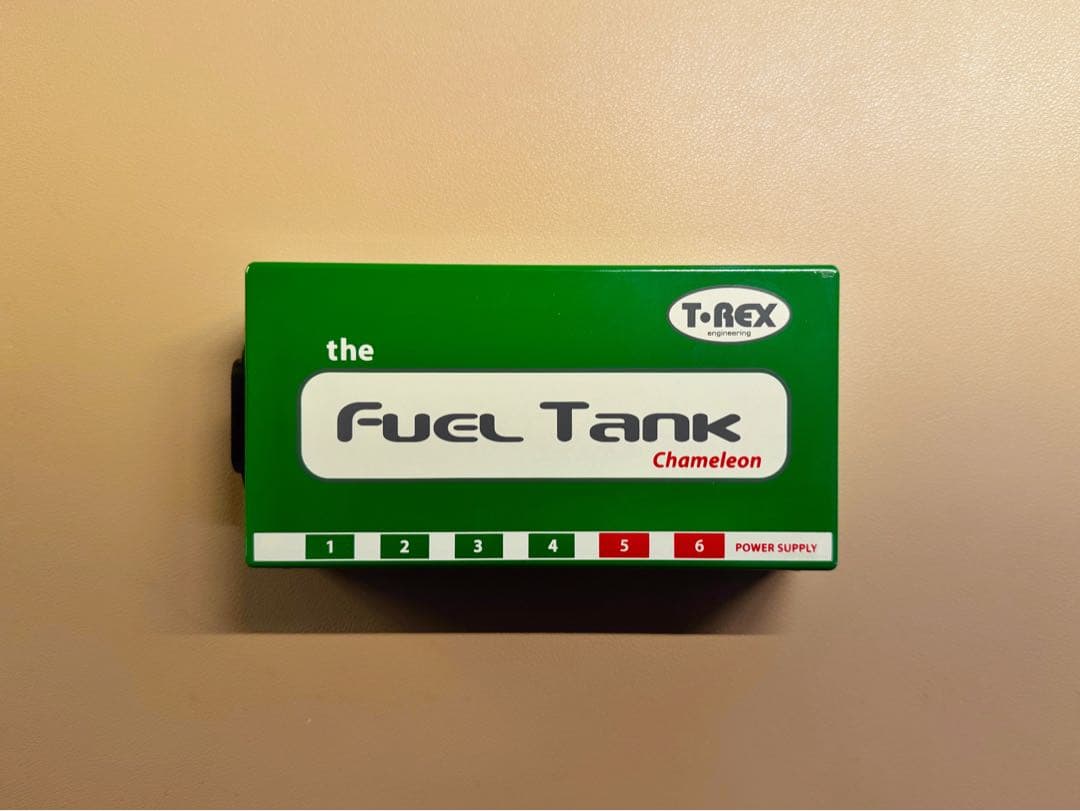 T•REX
engineering
the
Fuel Tank
Chameleon
1 2 3 4 5 6 POWER SUPPLY